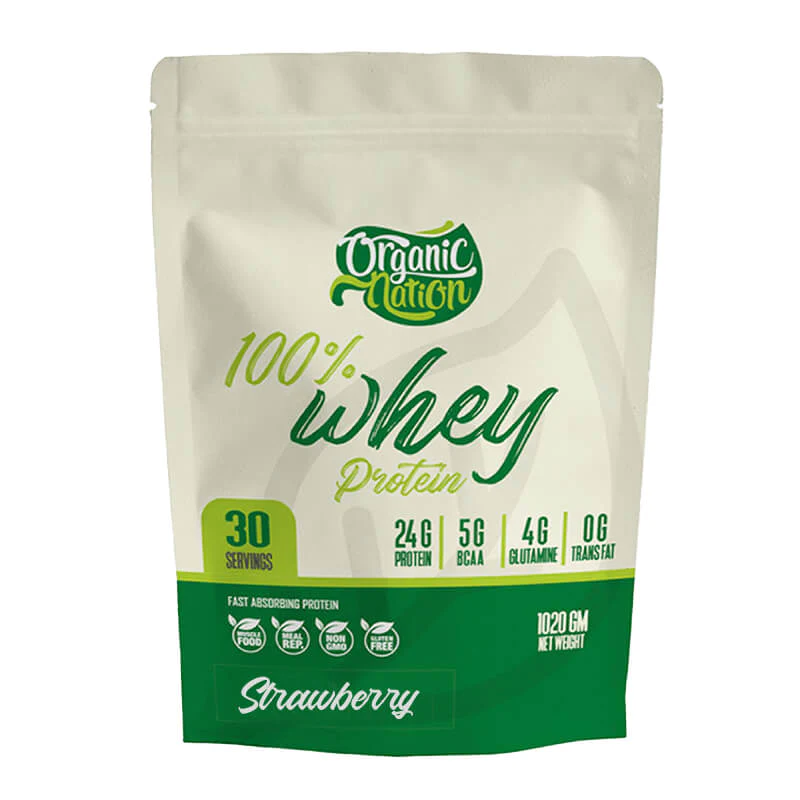 Organic
Nation
100%
whey
Protein
30
SERVINGS
24G
PROTEIN
5G
BCAA
4G
GLUTAMINE
0G
TRANS FAT
FAST ABSORBING PROTEIN
MUSCLE
FOOD
MEAL
REP.
NON
GMO
GLUTEN
FREE
1020 GM
NET WEIGHT
Strawberry